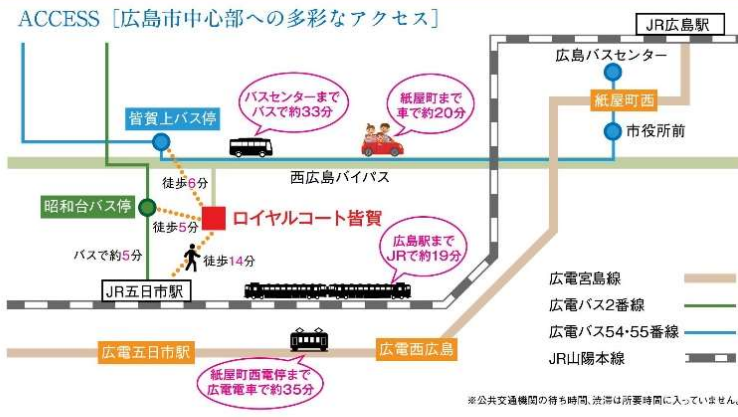 ACCESS［広島市中心部への多彩なアクセス］
JR広島駅
広島バスセンター
バスセンターまで
バスで約33分
紙屋町まで
車で約20分
紙屋町西
皆賀上バス停
市役所前
西広島バイパス
徒歩6分
昭和台バス停
徒歩5分
ロイヤルコート皆賀
広島駅まで
JRで約19分
バスで約5分
徒歩14分
JR五日市駅
広電宮島線
広電バス2番線
広電バス54・55番線
JR山陽本線
広電五日市駅
広電西広島
紙屋町西電停まで
広電電車で約35分
※公共交通機関の待ち時間、渋滞は所要時間に入っていません。